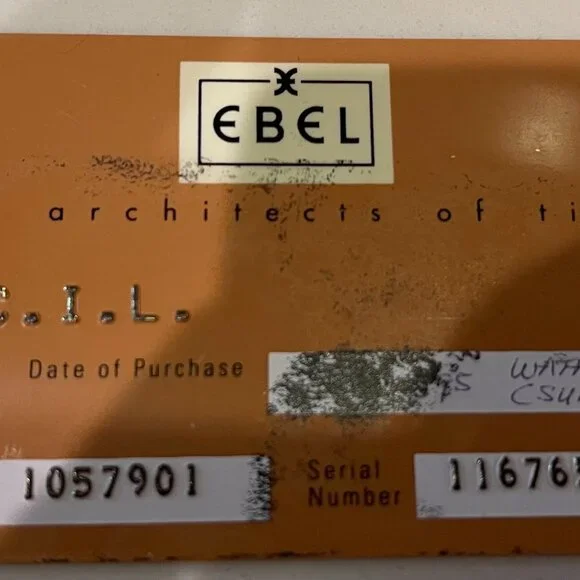 EBEL
architects of ti
C.I.L.
Date of Purchase
1057901
Serial
Number
11676